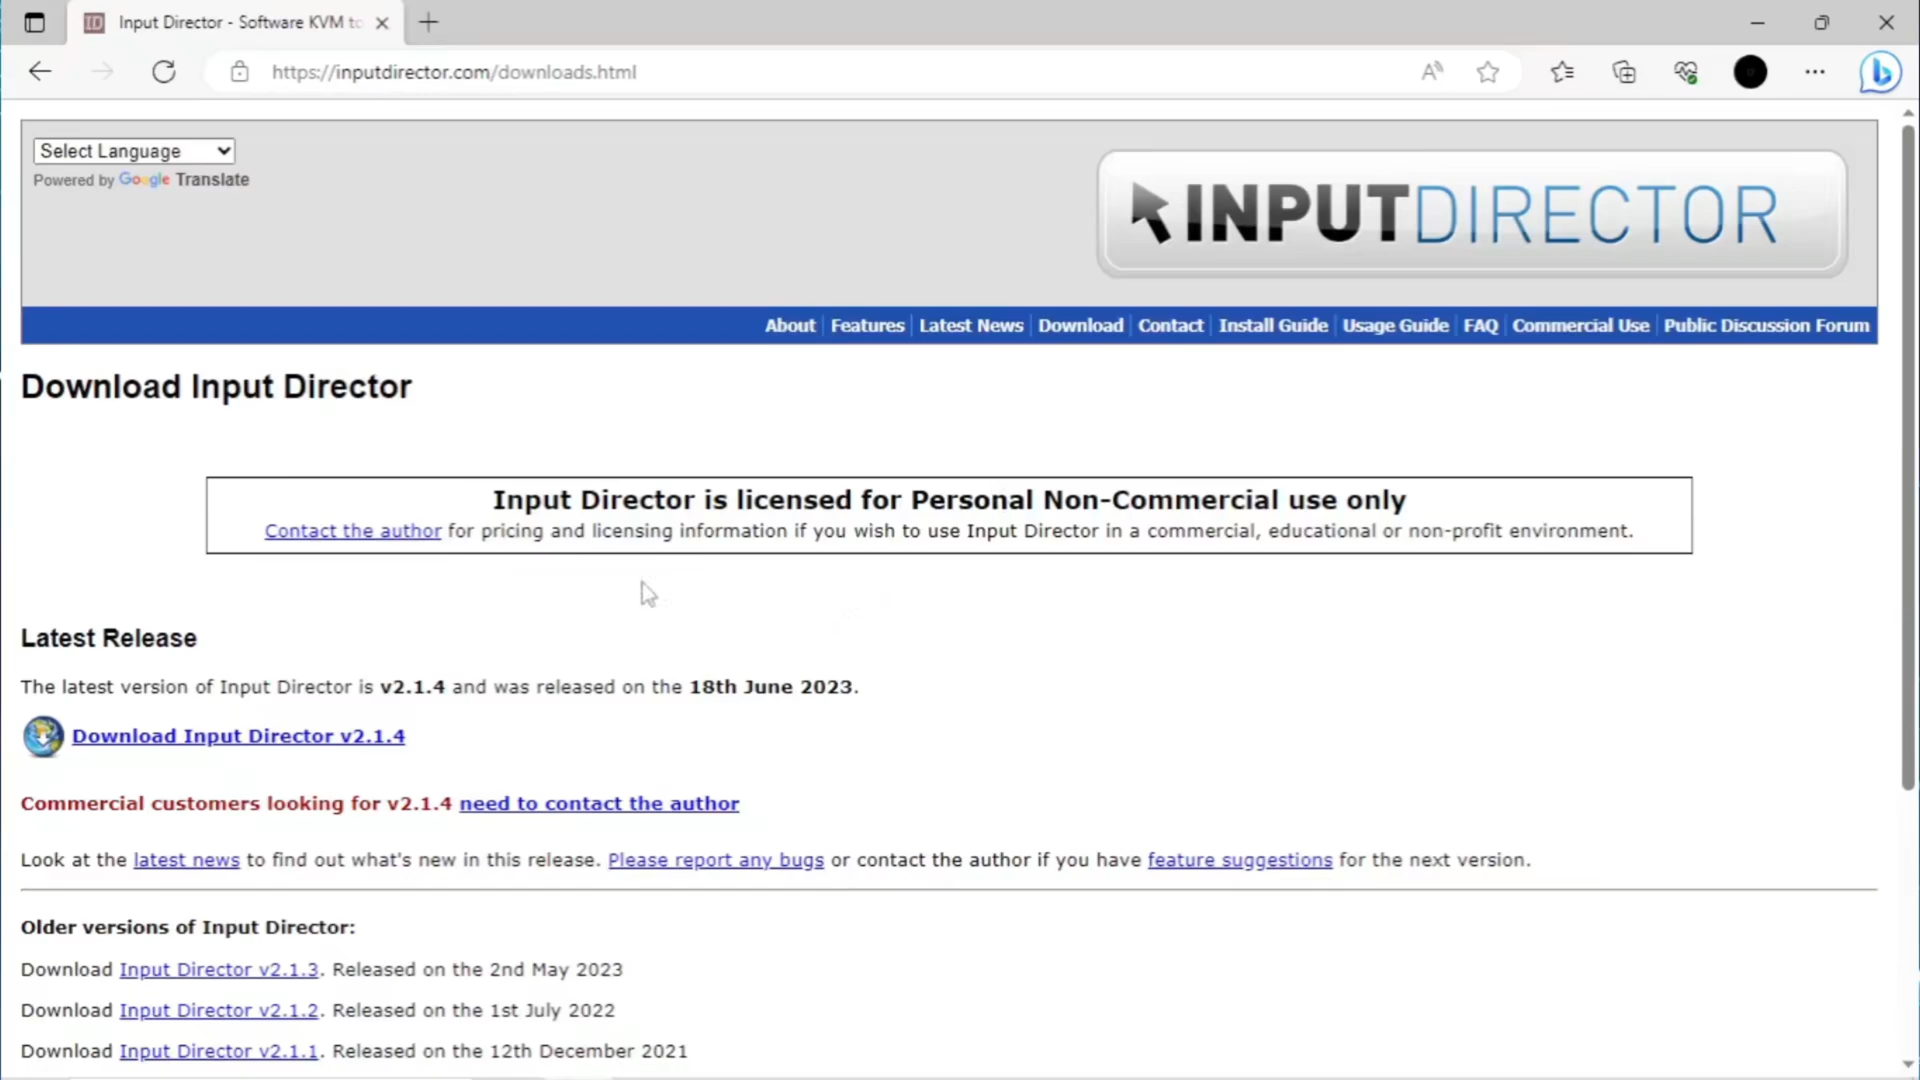 Input Director - Software KVM to
https://inputdirector.com/downloads.html
Select Language
Powered by Google Translate
INPUTDIRECTOR
About Features Latest News Download Contact Install Guide Usage Guide FAQ Commercial Use Public Discussion Forum
Download Input Director
Input Director is licensed for Personal Non-Commercial use only
Contact the author for pricing and licensing information if you wish to use Input Director in a commercial, educational or non-profit environment.
Latest Release
The latest version of Input Director is v2.1.4 and was released on the 18th June 2023.
Download Input Director v2.1.4
Commercial customers looking for v2.1.4 need to contact the author
Look at the latest news to find out what's new in this release. Please report any bugs or contact the author if you have feature suggestions for the next version.
Older versions of Input Director:
Download Input Director v2.1.3. Released on the 2nd May 2023
Download Input Director v2.1.2. Released on the 1st July 2022
Download Input Director v2.1.1. Released on the 12th December 2021